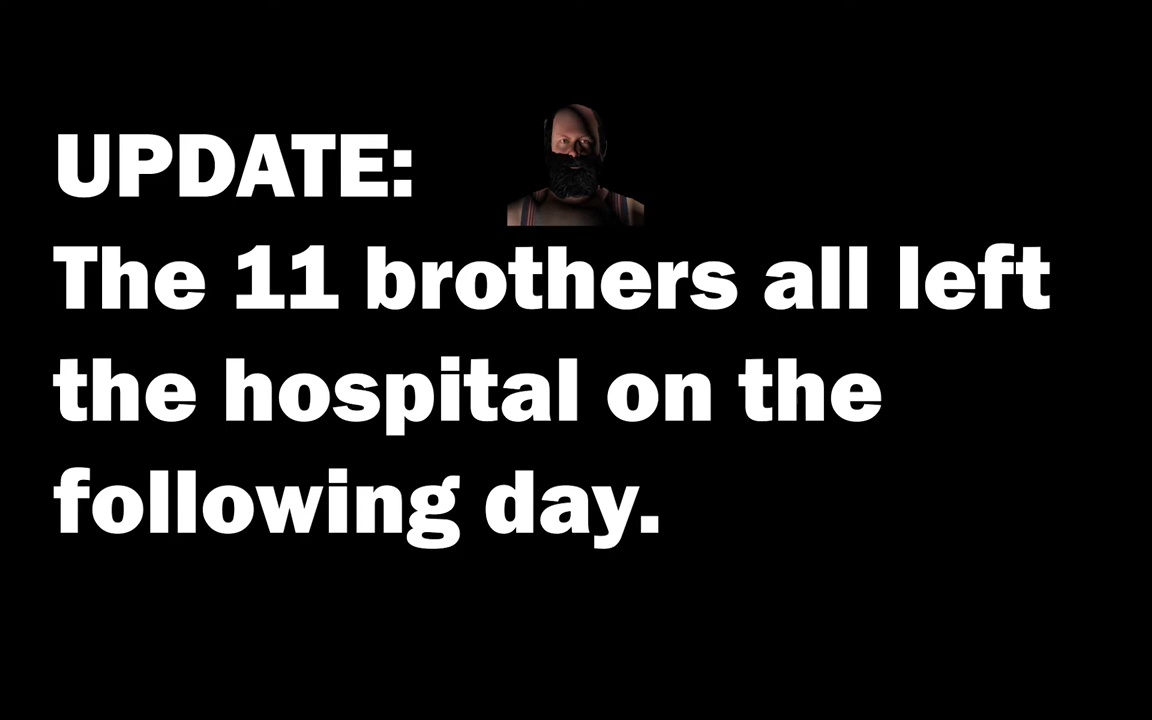 UPDATE:
The 11 brothers all left
the hospital on the
following day.